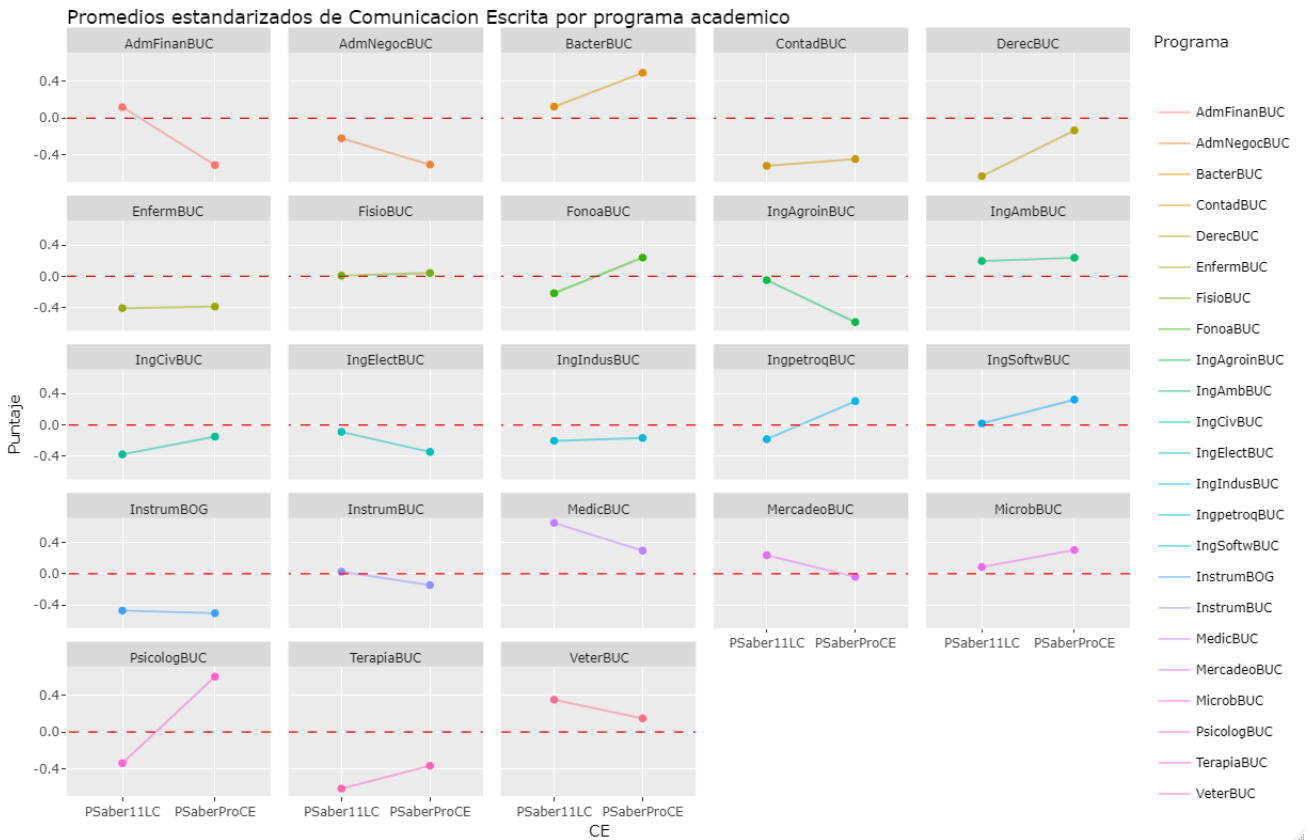 Promedios estandarizados de Comunicacion Escrita por programa academico
AdmFinanBUC AdmNegocBUC BacterBUC ContadBUC DerecBUC
0.4
0.0
-0.4
EnfermBUC FisioBUC FonoaBUC IngAgroinBUC IngAmbBUC
0.4
0.0
-0.4
IngCivBUC IngElectBUC IngIndusBUC IngpetroqBUC IngSoftwBUC
0.4
0.0
-0.4
InstrumBOG InstrumBUC MedicBUC MercadeoBUC MicrobBUC
0.4
0.0
-0.4
PSaber11LC PSaberProCE PSaber11LC PSaberProCE
PsicologBUC TerapiaBUC VeterBUC
0.4
0.0
-0.4
PSaber11LC PSaberProCE PSaber11LC PSaberProCE PSaber11LC PSaberProCE
CE
Puntaje
Programa
AdmFinanBUC
AdmNegocBUC
BacterBUC
ContadBUC
DerecBUC
EnfermBUC
FisioBUC
FonoaBUC
IngAgroinBUC
IngAmbBUC
IngCivBUC
IngElectBUC
IngIndusBUC
IngpetroqBUC
IngSoftwBUC
InstrumBOG
InstrumBUC
MedicBUC
MercadeoBUC
MicrobBUC
PsicologBUC
TerapiaBUC
VeterBUC